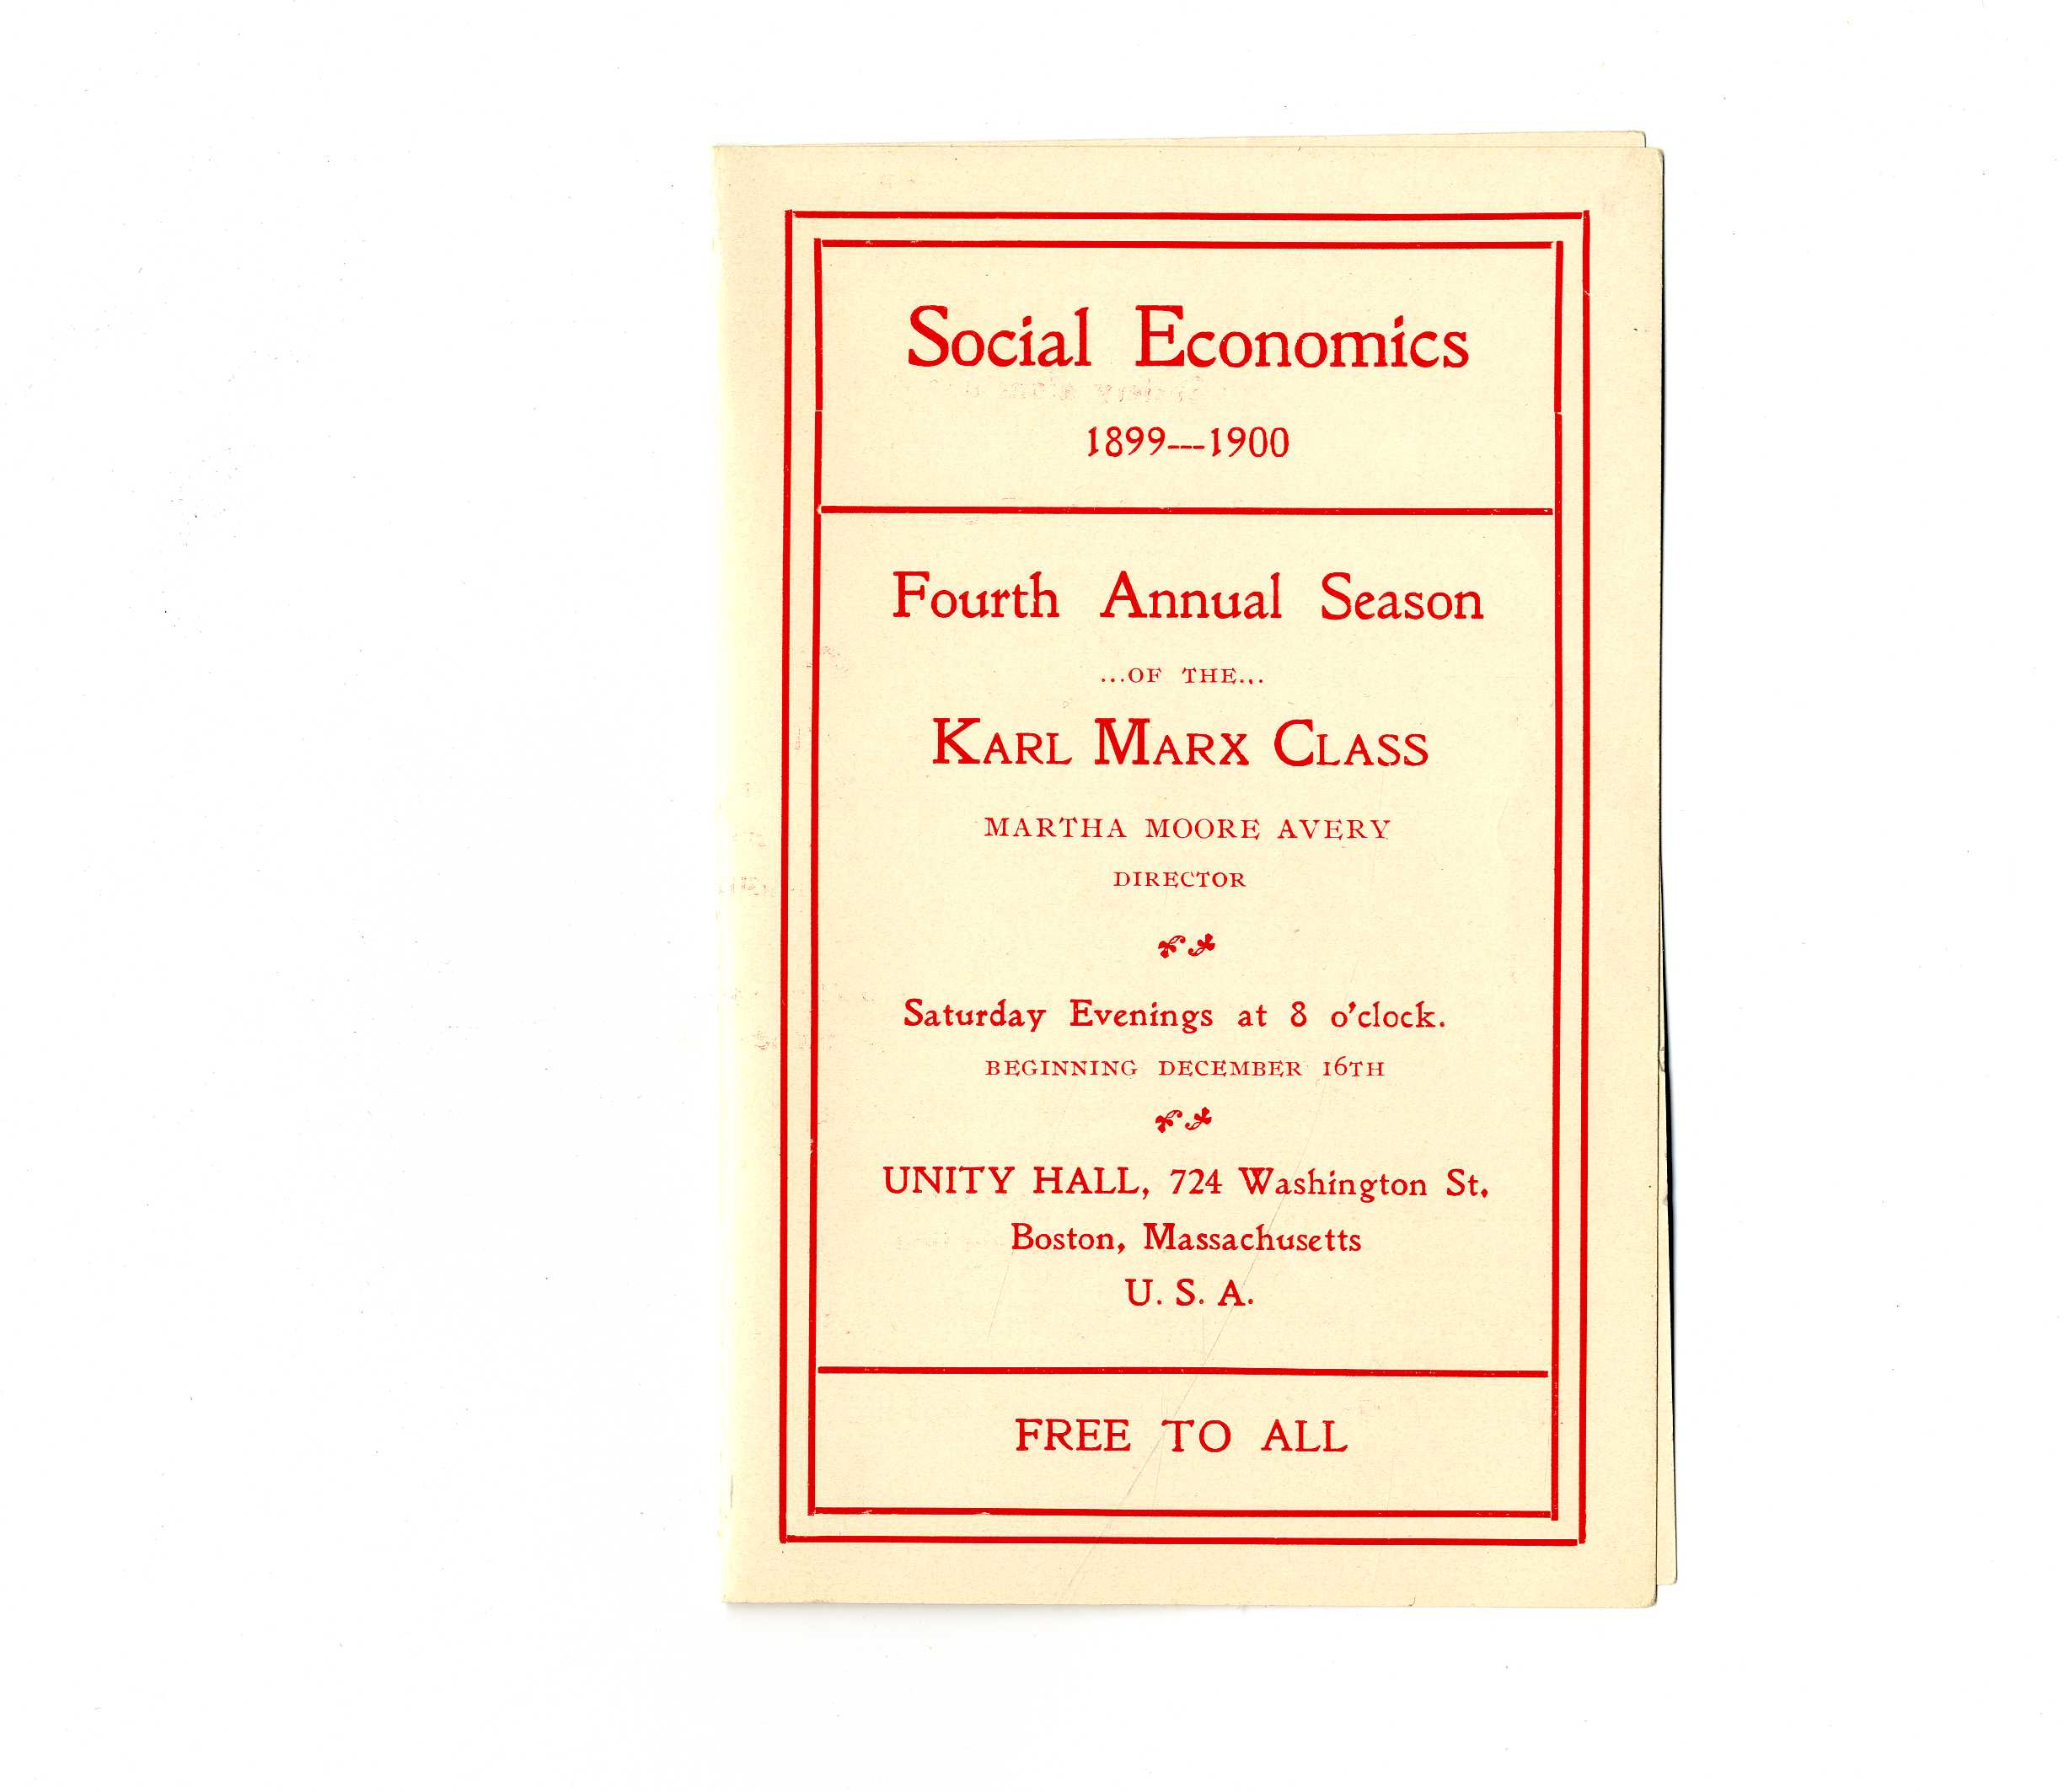 Social Economics
1899---1900
Fourth Annual Season
...OF THE...
KARL MARX CLASS
MARTHA MOORE AVERY
DIRECTOR
Saturday Evenings at 8 o'clock.
BEGINNING DECEMBER 16TH
UNITY HALL, 724 Washington St.
Boston, Massachusetts
U. S. A.
FREE TO ALL